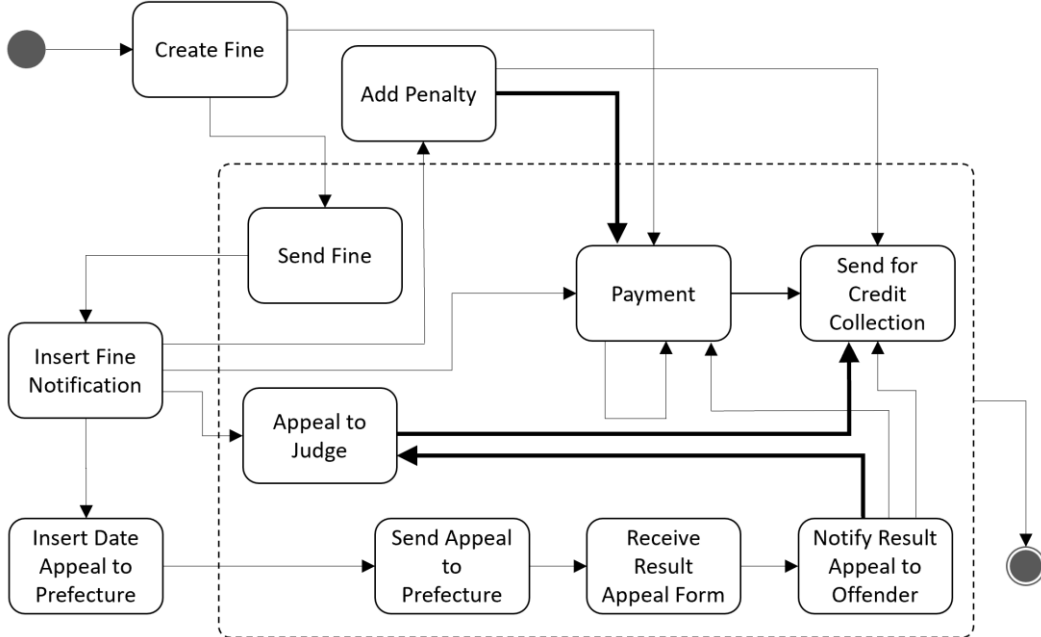 Create Fine
Add Penalty
Send Fine
Payment
Send for
Credit
Collection
Insert Fine
Notification
Appeal to
Judge
Insert Date
Appeal to
Prefecture
Send Appeal
to
Prefecture
Receive
Result
Appeal Form
Notify Result
Appeal to
Offender